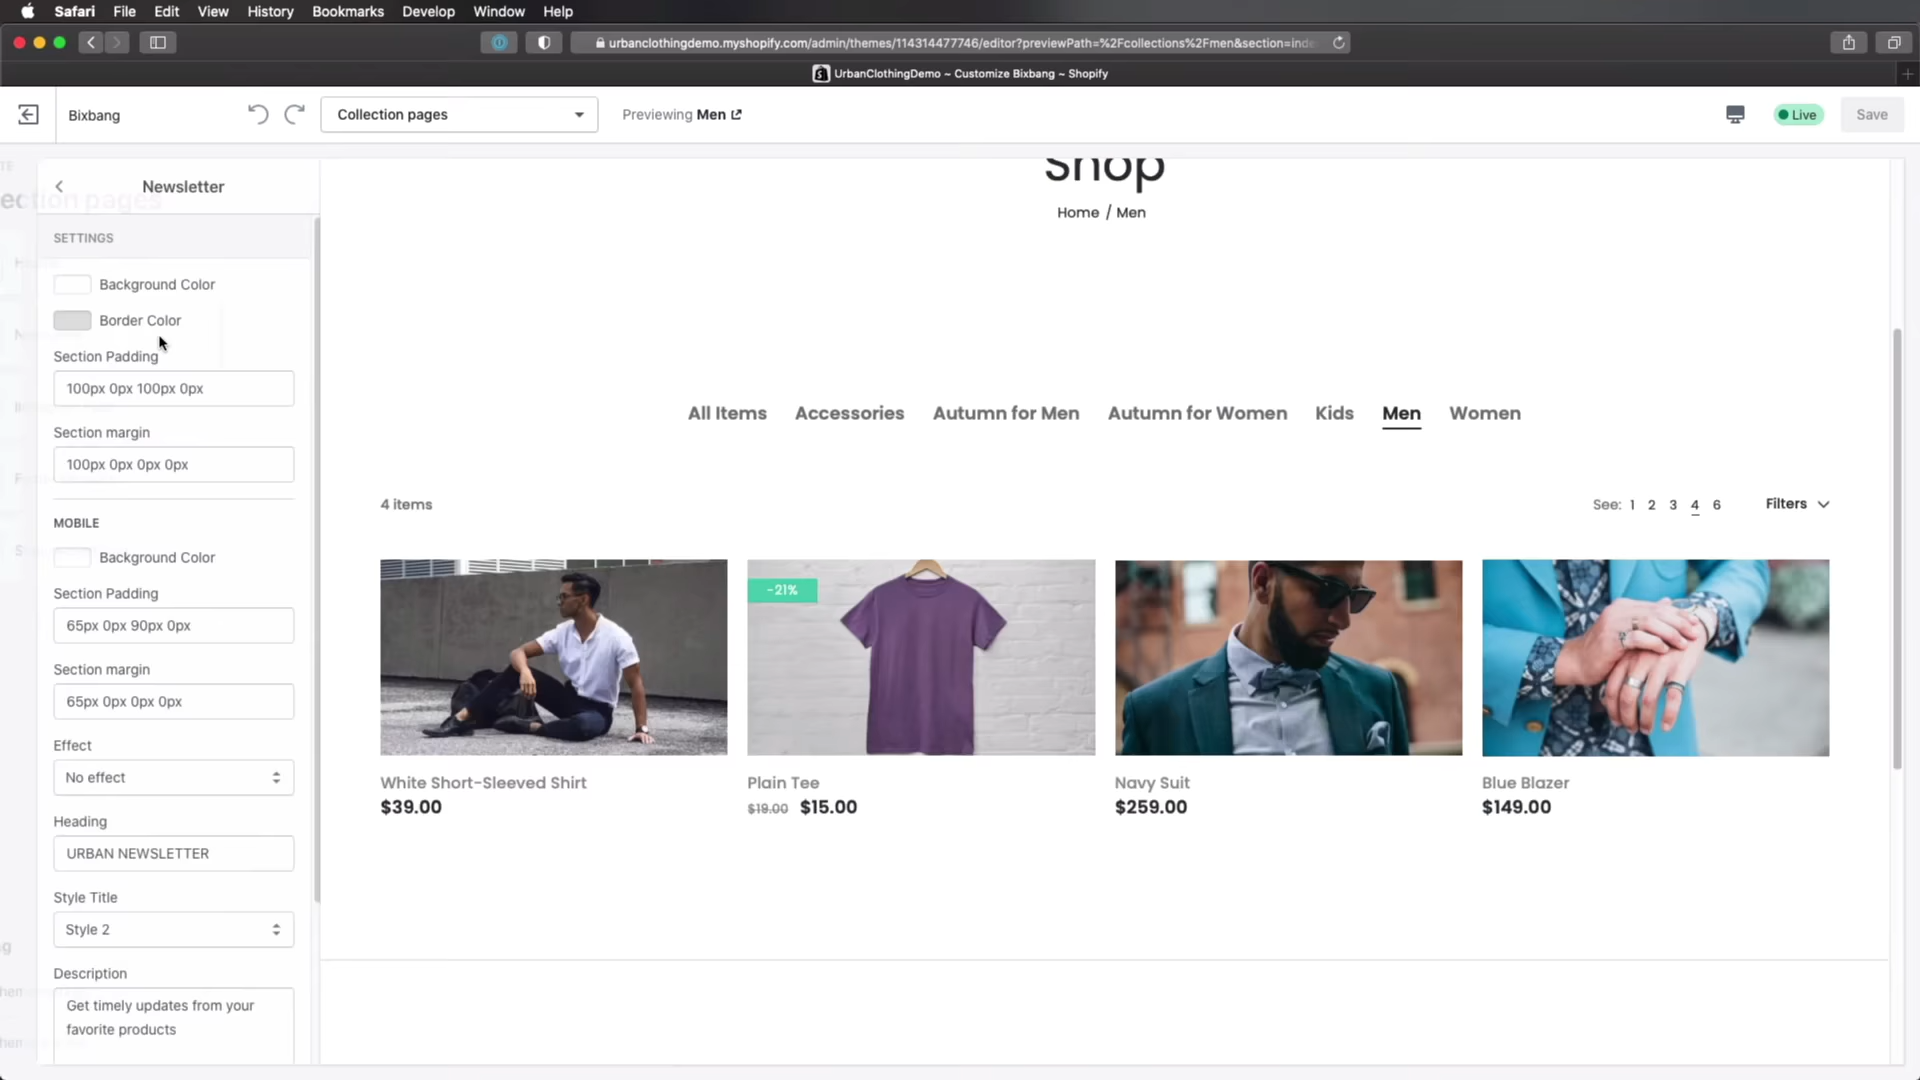 Safari File Edit View History Bookmarks Develop Window Help
urbanclothingdemo.myshopify.com/admin/themes/114314477746/editor?previewPath=%2Fcollections%2Fmen&section=inde
UrbanClothingDemo ~ Customize Bixbang ~ Shopify
Bixbang
Collection pages
Previewing Men
Live
Save
Newsletter
SETTINGS
Background Color
Border Color
Section Padding
100px 0px 100px 0px
Section margin
100px 0px 0px 0px
MOBILE
Background Color
Section Padding
65px 0px 90px 0px
Section margin
65px 0px 0px 0px
Effect
No effect
Heading
URBAN NEWSLETTER
Style Title
Style 2
Description
Get timely updates from your
favorite products
Shop
Home / Men
All Items Accessories Autumn for Men Autumn for Women Kids Men Women
4 items
See: 1 2 3 4 6 Filters
-21%
White Short-Sleeved Shirt
$39.00
Plain Tee
$19.00 $15.00
Navy Suit
$259.00
Blue Blazer
$149.00